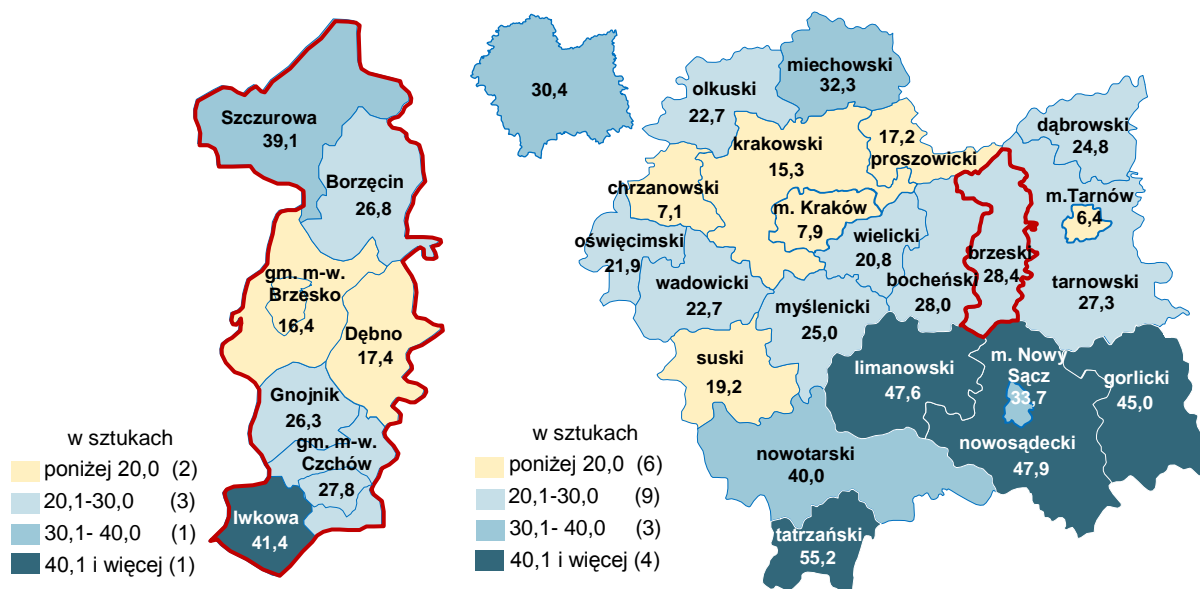 Szczurowa
39,1
Borzęcin
26,8
gm. m-w.
Brzesko
16,4
Dębno
17,4
Gnojnik
26,3
gm. m-w.
Czchów
27,8
Iwkowa
41,4
w sztukach
poniżej 20,0 (2)
20,1-30,0 (3)
30,1- 40,0 (1)
40,1 i więcej (1)
30,4
miechowski
32,3
olkuski
22,7
krakowski
15,3
17,2
proszowicki
dąbrowski
24,8
chrzanowski
7,1
m. Kraków
7,9
m.Tarnów
6,4
oświęcimski
21,9
wielicki
20,8
brzeski
28,4
wadowicki
22,7
bocheński
28,0
tarnowski
27,3
myślenicki
25,0
suski
19,2
limanowski
47,6
m. Nowy
Sącz
33,7
gorlicki
45,0
nowosądecki
47,9
nowotarski
40,0
tatrzański
55,2
w sztukach
poniżej 20,0 (6)
20,1-30,0 (9)
30,1- 40,0 (3)
40,1 i więcej (4)